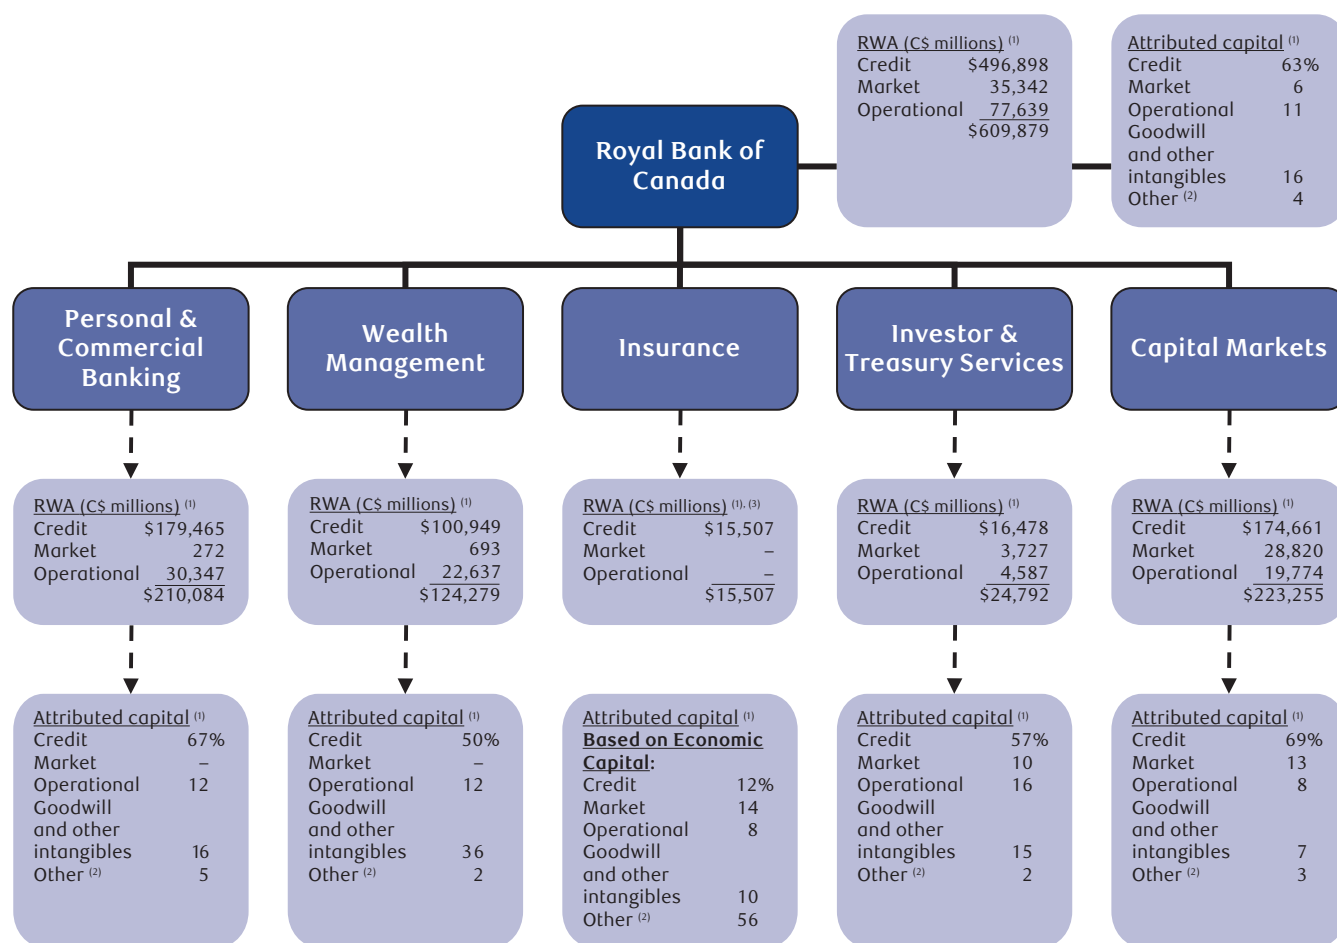 RWA (C$ millions) (1)
Credit $496,898
Market 35,342
Operational 77,639
$609,879
Attributed capital (1)
Credit 63%
Market 6
Operational 11
Goodwill
and other
intangibles 16
Other (2) 4
Royal Bank of
Canada
Personal &
Commercial
Banking
Wealth
Management
Insurance
Investor &
Treasury Services
Capital Markets
RWA (C$ millions) (1)
Credit $179,465
Market 272
Operational 30,347
$210,084
RWA (C$ millions) (1)
Credit $100,949
Market 693
Operational 22,637
$124,279
RWA (C$ millions) (1), (3)
Credit $15,507
Market –
Operational –
$15,507
RWA (C$ millions) (1)
Credit $16,478
Market 3,727
Operational 4,587
$24,792
RWA (C$ millions) (1)
Credit $174,661
Market 28,820
Operational 19,774
$223,255
Attributed capital (1)
Credit 67%
Market –
Operational 12
Goodwill
and other
intangibles 16
Other (2) 5
Attributed capital (1)
Credit 50%
Market –
Operational 12
Goodwill
and other
intangibles 36
Other (2) 2
Attributed capital (1)
Based on Economic
Capital:
Credit 12%
Market 14
Operational 8
Goodwill
and other
intangibles 10
Other (2) 56
Attributed capital (1)
Credit 57%
Market 10
Operational 16
Goodwill
and other
intangibles 15
Other (2) 2
Attributed capital (1)
Credit 69%
Market 13
Operational 8
Goodwill
and other
intangibles 7
Other (2) 3